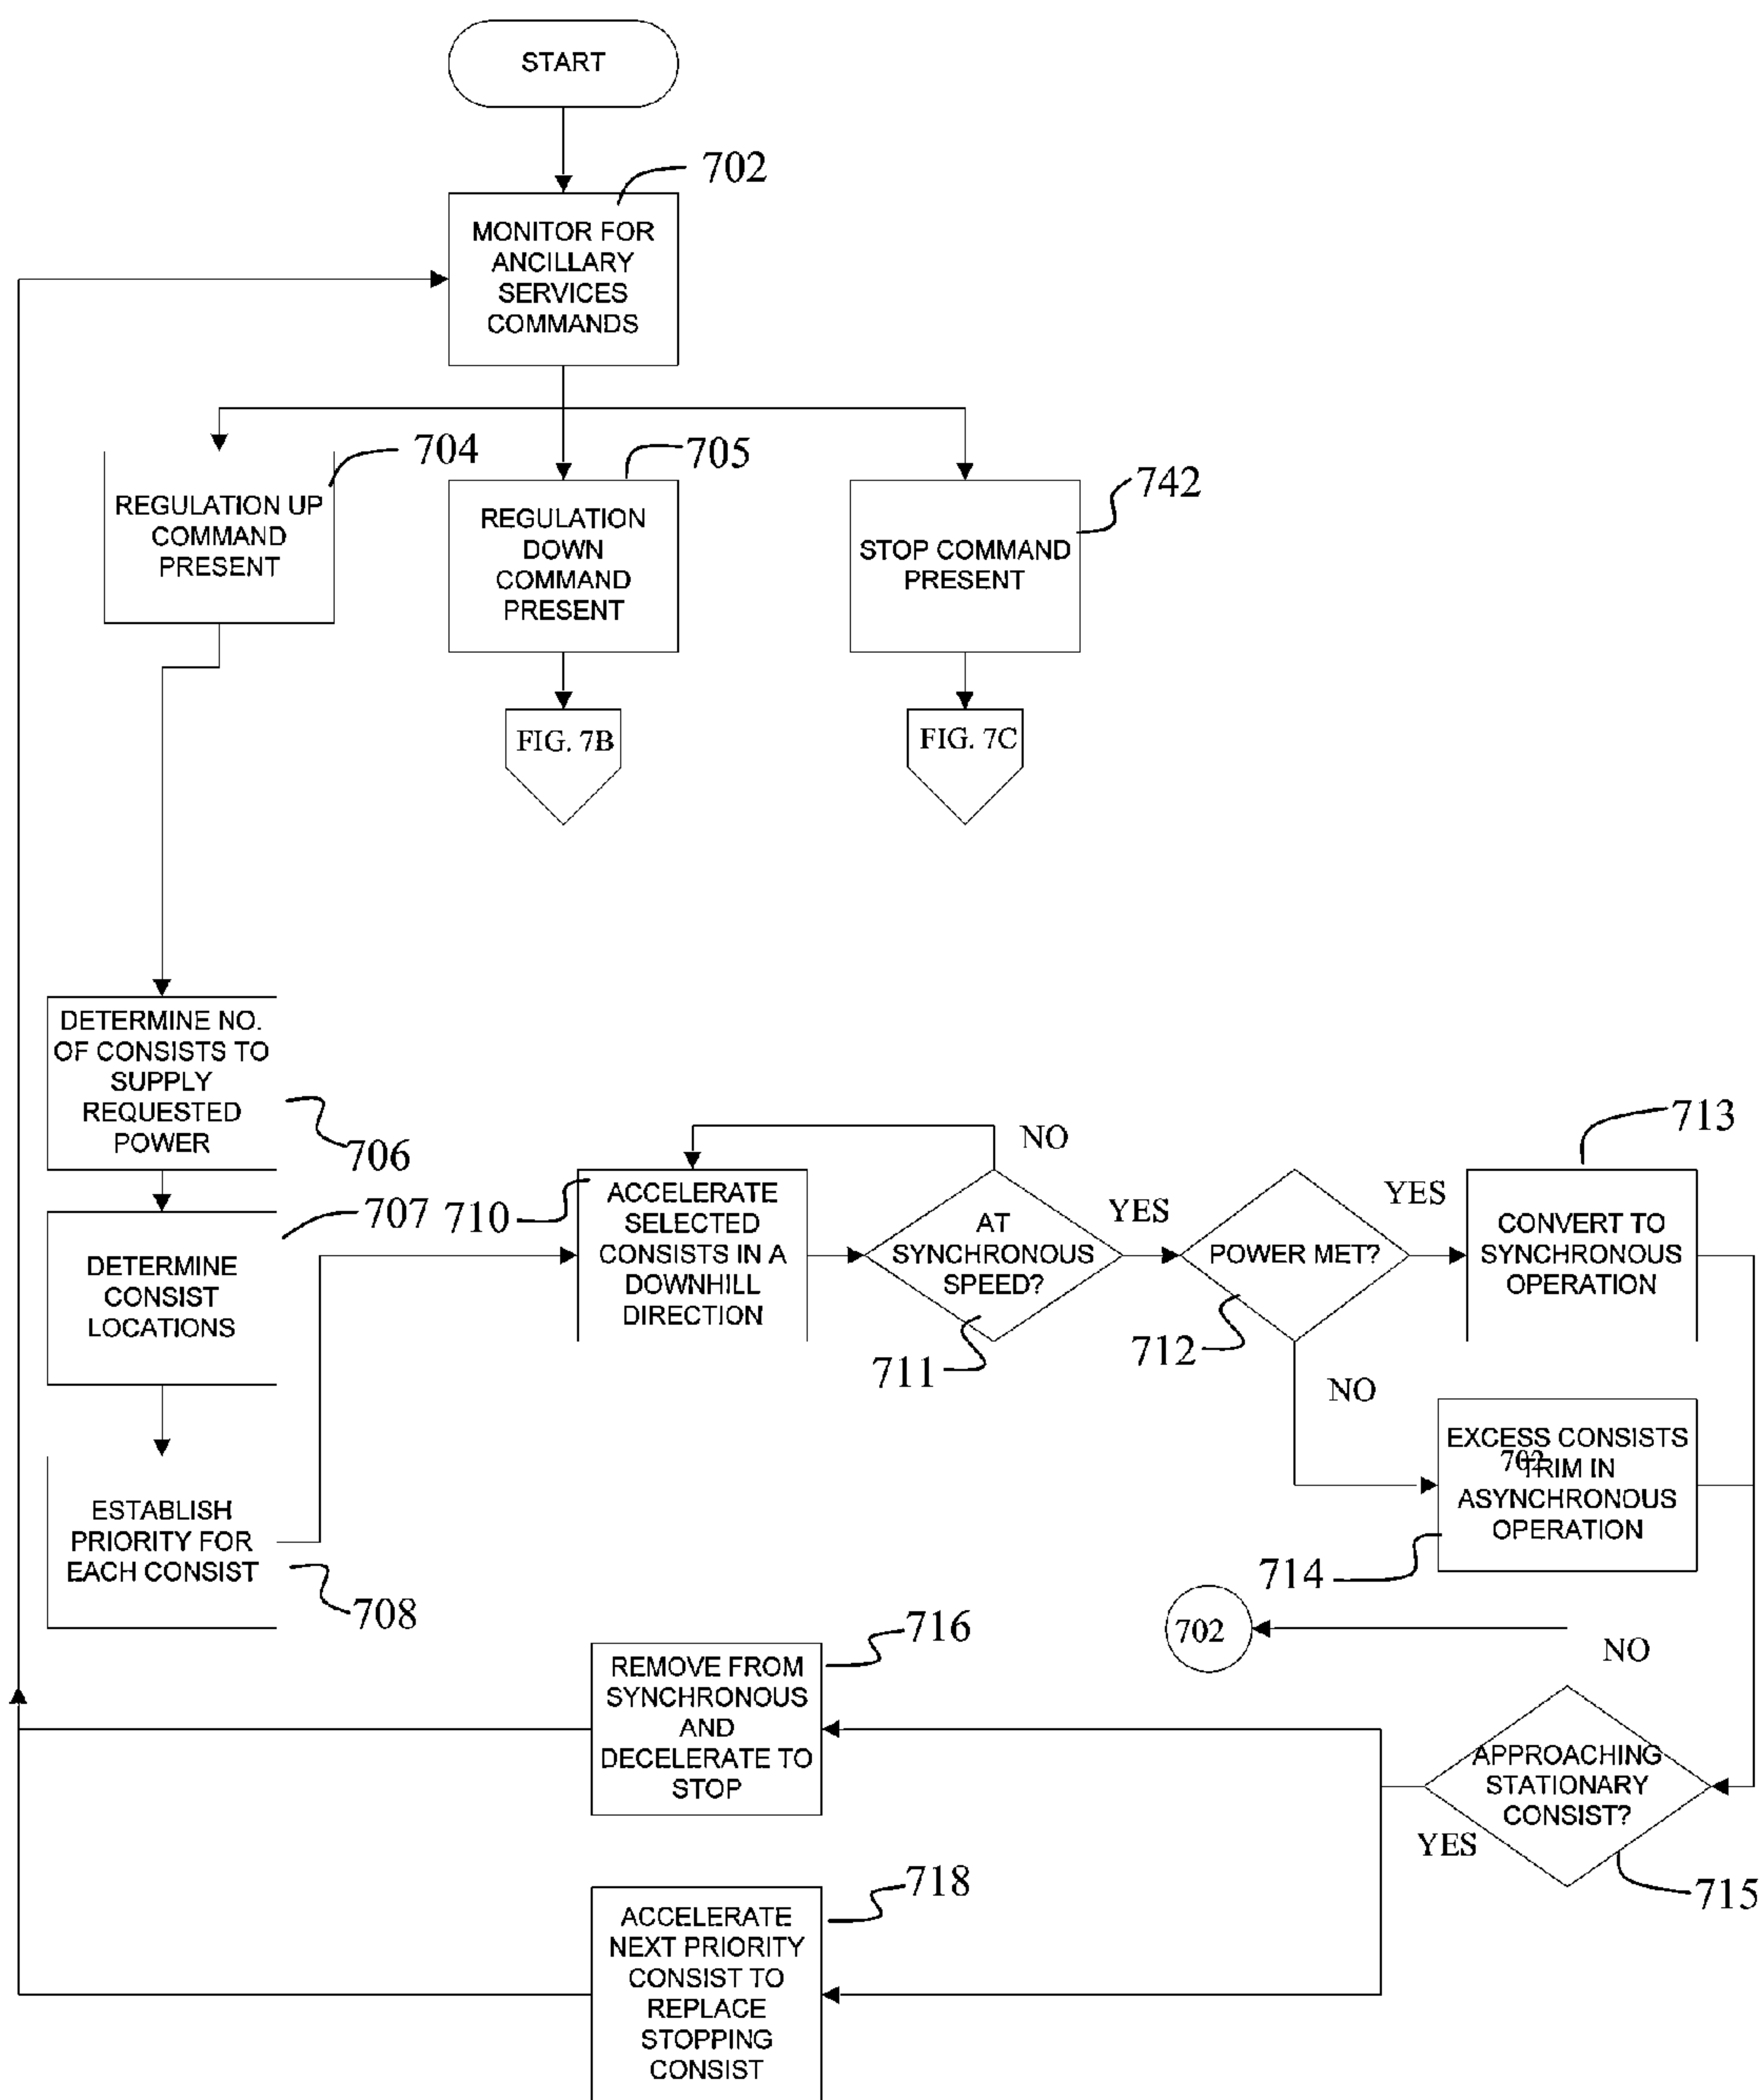 START
702
MONITOR FOR
ANCILLARY
SERVICES
COMMANDS
704
REGULATION UP
COMMAND
PRESENT
705
REGULATION
DOWN
COMMAND
PRESENT
742
STOP COMMAND
PRESENT
FIG. 7B
FIG. 7C
DETERMINE NO.
OF CONSISTS TO
SUPPLY
REQUESTED
POWER
706
DETERMINE
CONSIST
LOCATIONS
707
ESTABLISH
PRIORITY FOR
EACH CONSIST
708
710
ACCELERATE
SELECTED
CONSISTS IN A
DOWNHILL
DIRECTION
NO
AT
SYNCHRONOUS
SPEED?
711
YES
POWER MET?
712
YES
NO
713
CONVERT TO
SYNCHRONOUS
OPERATION
EXCESS CONSISTS
702
TRIM IN
ASYNCHRONOUS
OPERATION
714
702
NO
APPROACHING
STATIONARY
CONSIST?
YES
715
716
REMOVE FROM
SYNCHRONOUS
AND
DECELERATE TO
STOP
718
ACCELERATE
NEXT PRIORITY
CONSIST TO
REPLACE
STOPPING
CONSIST